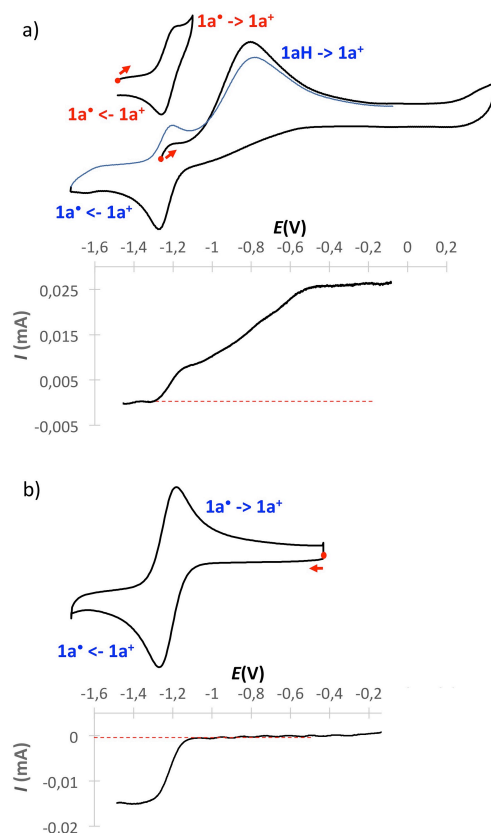 a)
1a• -> 1a+
1aH -> 1a+
1a• <- 1a+
1a• <- 1a+
E(V)
-1,6 -1,4 -1,2 -1 -0,8 -0,6 -0,4 -0,2 0 0,2
0,025
0,015
0,005
-0,005
I (mA)
b)
1a• -> 1a+
1a• <- 1a+
E(V)
-1,6 -1,4 -1,2 -1 -0,8 -0,6 -0,4 -0,2
0
-0,01
-0,02
I (mA)